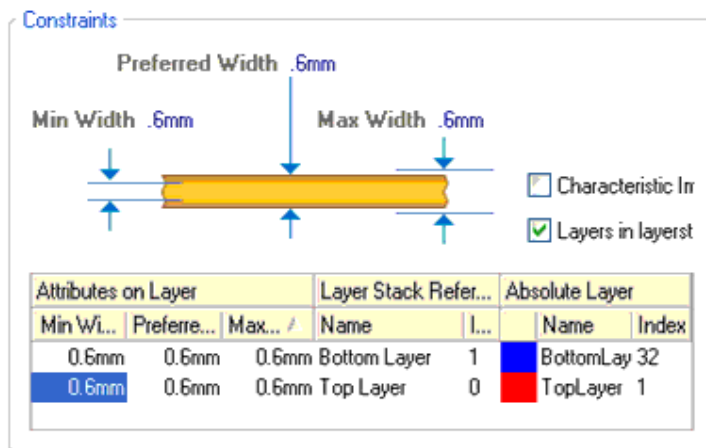 Constraints
Preferred Width .6mm
Min Width .6mm Max Width .6mm
Characteristic Im
Layers in layerst
Attributes on Layer Layer Stack Refer... Absolute Layer
Min Wi... Preferre... Max... Name I... Name Index
0.6mm 0.6mm 0.6mm Bottom Layer 1 BottomLay 32
0.6mm 0.6mm 0.6mm Top Layer 0 TopLayer 1